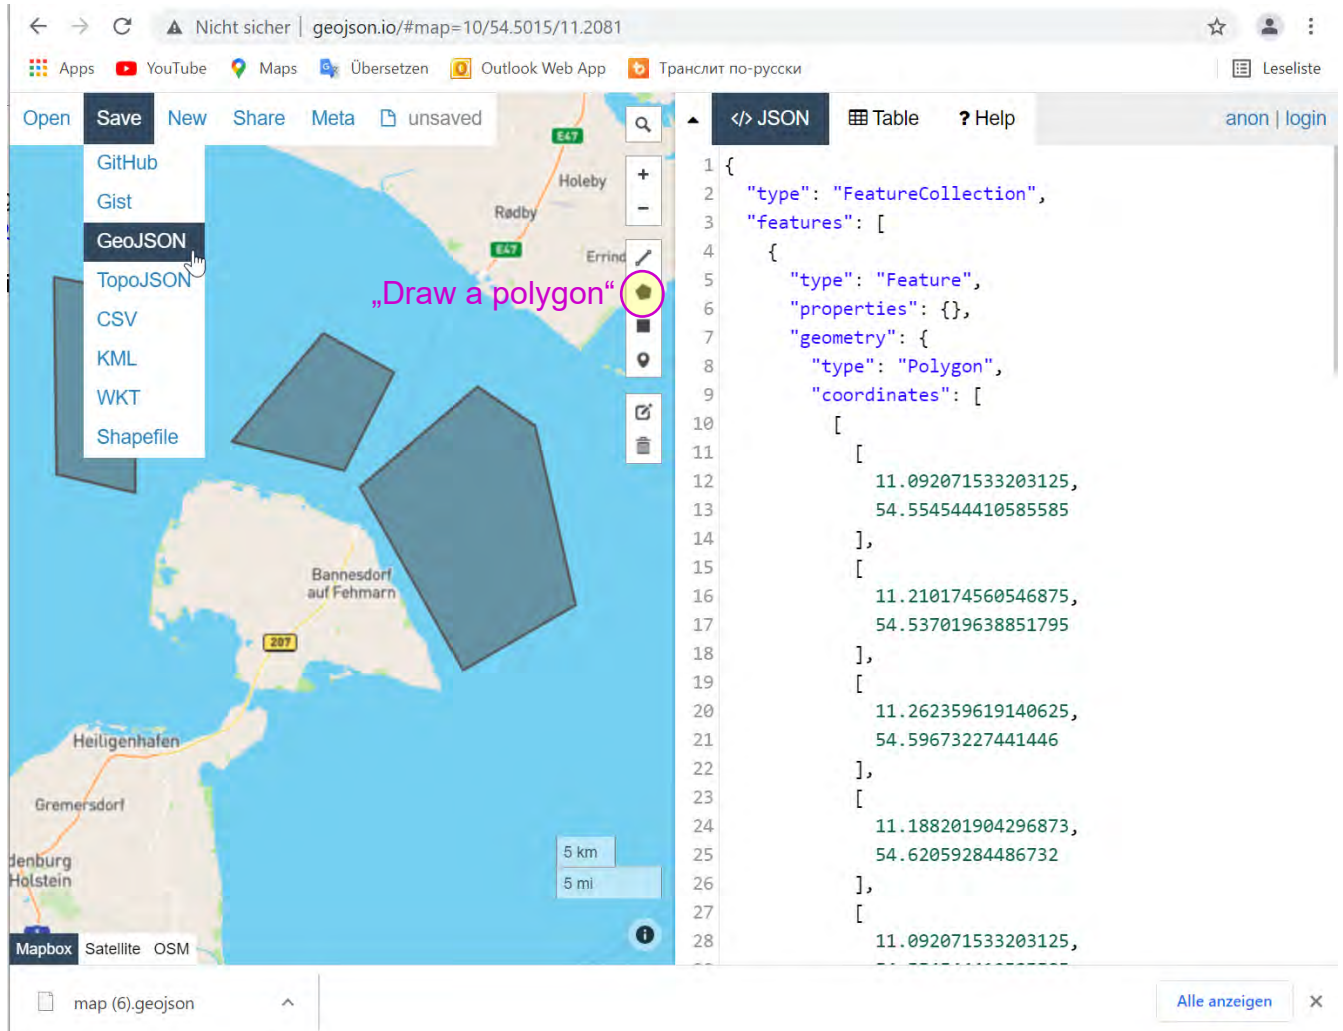 Nicht sicher | geojson.io/#map=10/54.5015/11.2081
Apps YouTube Maps Übersetzen Outlook Web App Транслит по-русски Leseliste
Open Save New Share Meta unsaved
GitHub
Gist
GeoJSON
TopoJSON
CSV
KML
WKT
Shapefile
E47
Holeby
Rødby
E47
Errind
„Draw a polygon“
Bannesdorf
auf Fehmarn
207
Heiligenhafen
Gremersdorf
denburg
Holstein
5 km
5 mi
Mapbox Satellite OSM
</> JSON Table ? Help anon | login
1 {
2 "type": "FeatureCollection",
3 "features": [
4 {
5 "type": "Feature",
6 "properties": {},
7 "geometry": {
8 "type": "Polygon",
9 "coordinates": [
10 [
11 [
12 11.092071533203125,
13 54.554544410585585
14 ],
15 [
16 11.210174560546875,
17 54.537019638851795
18 ],
19 [
20 11.262359619140625,
21 54.59673227441446
22 ],
23 [
24 11.188201904296873,
25 54.62059284486732
26 ],
27 [
28 11.092071533203125,
map (6).geojson Alle anzeigen